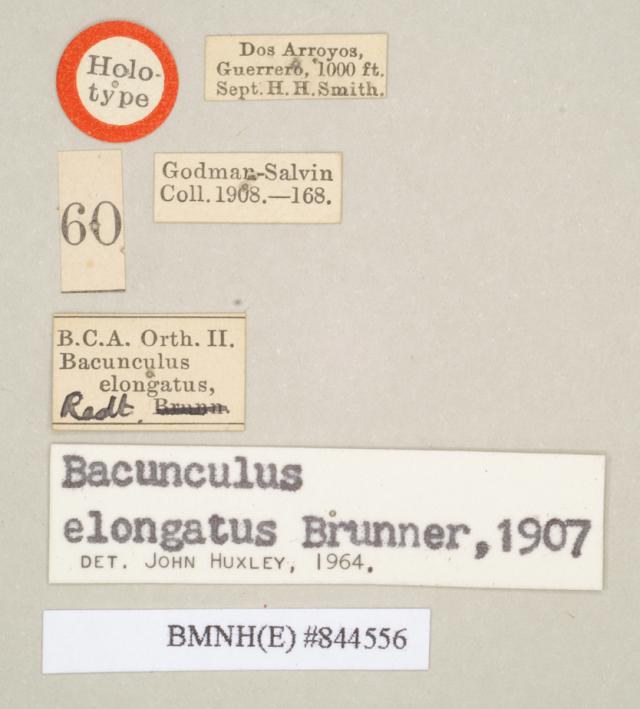 Holo-
type
Dos Arroyos,
Guerrero, 1000 ft.
Sept. H. H. Smith.
60
Godman-Salvin
Coll. 1908.—168.
B.C.A. Orth. II.
Bacunculus
elongatus,
Redt. Brunn.
Bacunculus
elongatus Brunner, 1907
DET. JOHN HUXLEY, 1964.
BMNH(E) #844556